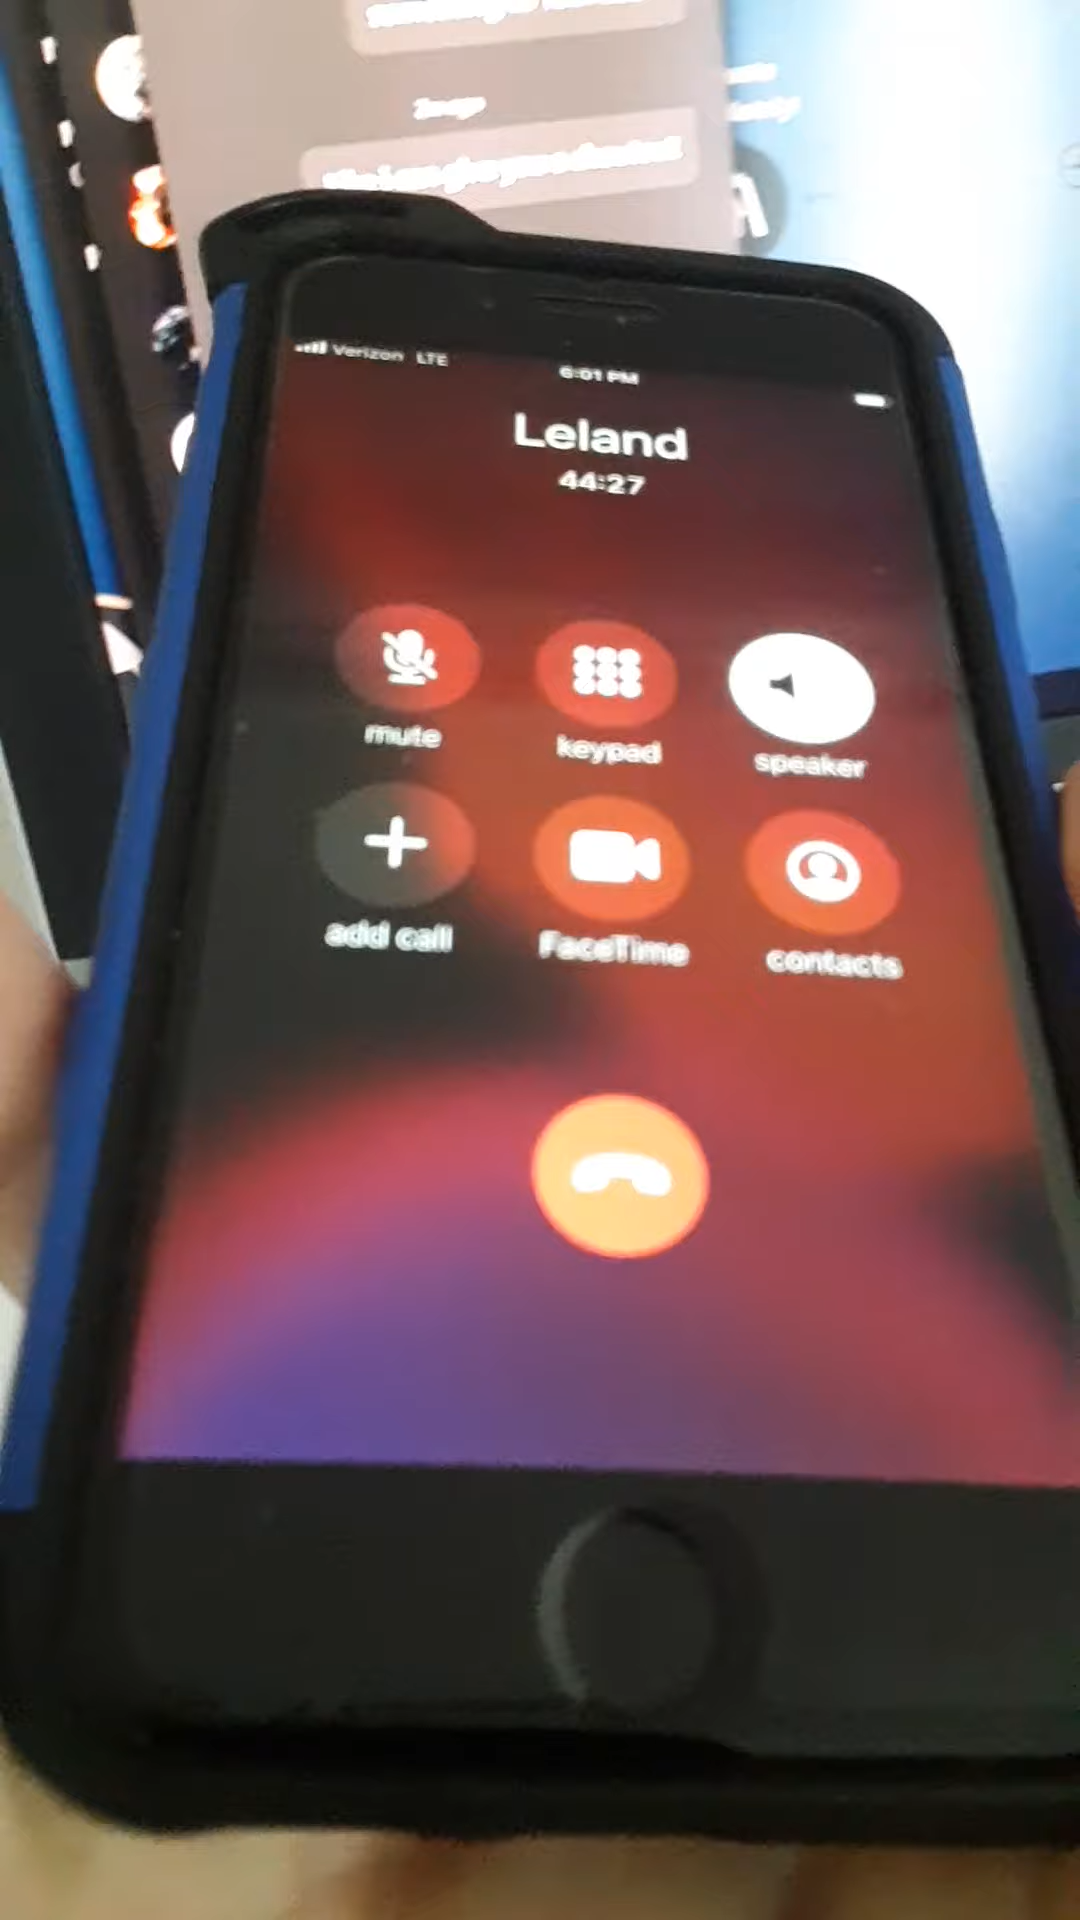 Verizon LTE
6:01 PM
Leland
44:27
mute
keypad
speaker
add call
FaceTime
contacts